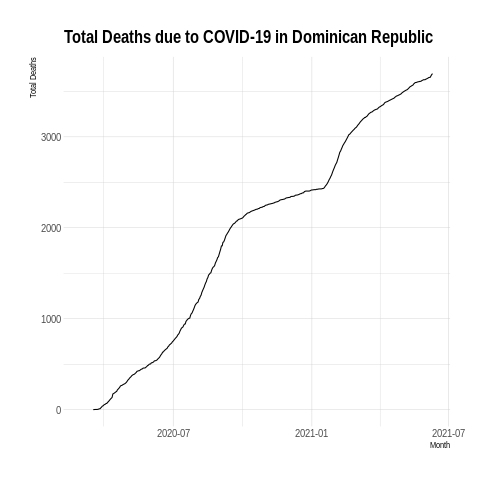 Total Deaths due to COVID-19 in Dominican Republic
Total Deaths
3000
2000
1000
0
2020-07
2021-01
2021-07
Month